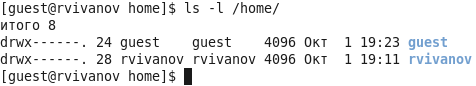 [guest@rvivanov home]$ ls -l /home/
итого 8
drwx------. 24 guest    guest    4096 Окт  1 19:23 guest
drwx------. 28 rvivanov rvivanov 4096 Окт  1 19:11 rvivanov
[guest@rvivanov home]$